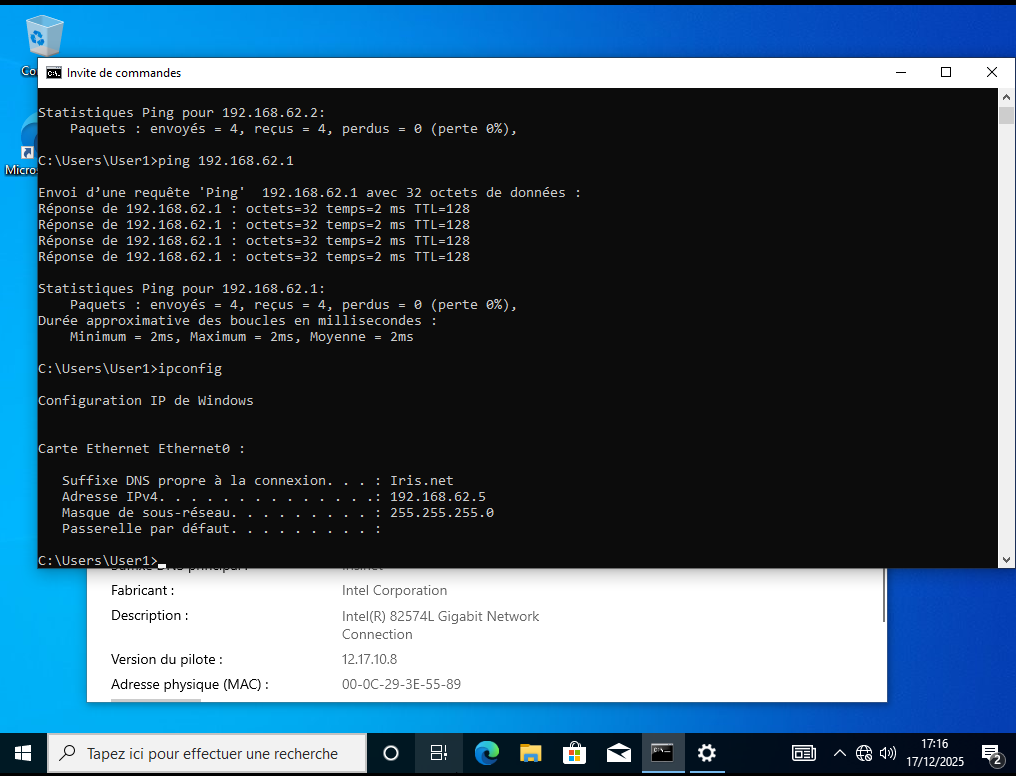 Invite de commandes
Statistiques Ping pour 192.168.62.2:
    Paquets : envoyés = 4, reçus = 4, perdus = 0 (perte 0%),
C:\Users\User1>ping 192.168.62.1
Envoi d’une requête 'Ping'  192.168.62.1 avec 32 octets de données :
Réponse de 192.168.62.1 : octets=32 temps=2 ms TTL=128
Réponse de 192.168.62.1 : octets=32 temps=2 ms TTL=128
Réponse de 192.168.62.1 : octets=32 temps=2 ms TTL=128
Réponse de 192.168.62.1 : octets=32 temps=2 ms TTL=128
Statistiques Ping pour 192.168.62.1:
    Paquets : envoyés = 4, reçus = 4, perdus = 0 (perte 0%),
Durée approximative des boucles en millisecondes :
    Minimum = 2ms, Maximum = 2ms, Moyenne = 2ms
C:\Users\User1>ipconfig
Configuration IP de Windows
Carte Ethernet Ethernet0 :
   Suffixe DNS propre à la connexion. . . : Iris.net
   Adresse IPv4. . . . . . . . . . . . . .: 192.168.62.5
   Masque de sous-réseau. . . . . . . . . : 255.255.255.0
   Passerelle par défaut. . . . . . . . . :
C:\Users\User1>
Fabricant :
Intel Corporation
Description :
Intel(R) 82574L Gigabit Network
Connection
Version du pilote :
12.17.10.8
Adresse physique (MAC) :
00-0C-29-3E-55-89
Tapez ici pour effectuer une recherche
17:16
17/12/2025
2